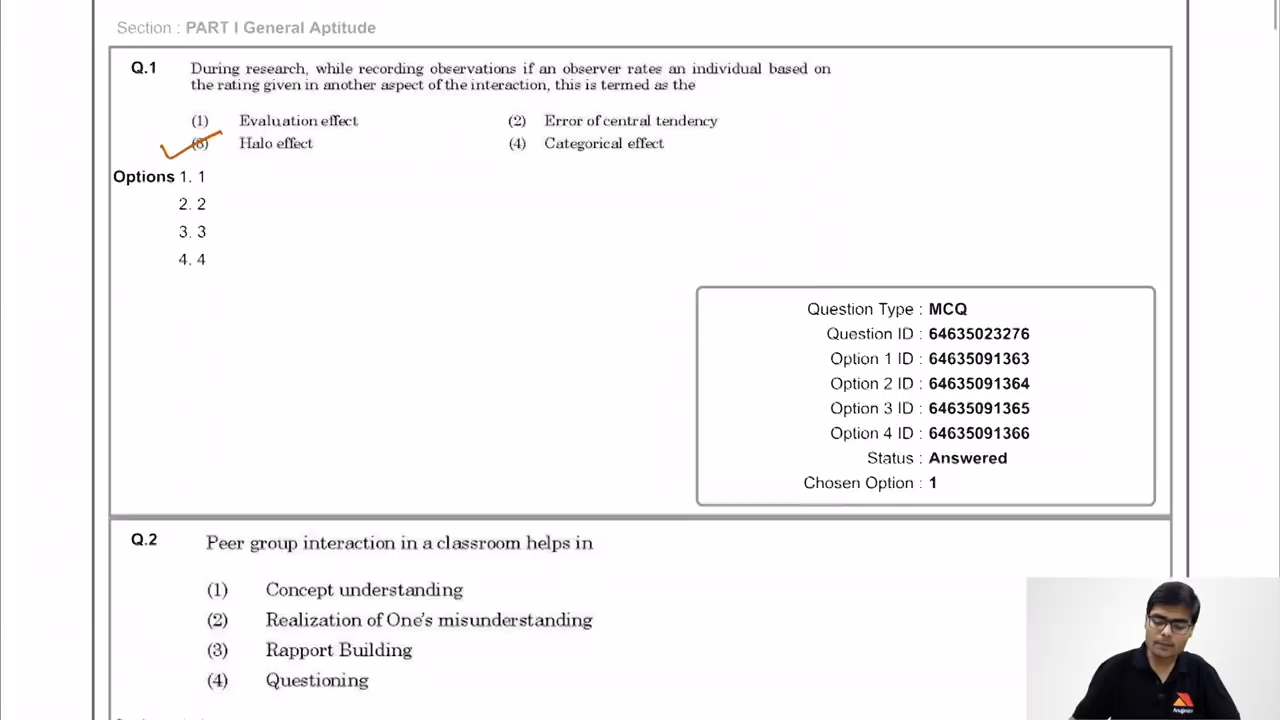 Section : PART I General Aptitude
Q.1 During research, while recording observations if an observer rates an individual based on
the rating given in another aspect of the interaction, this is termed as the
(1) Evaluation effect (2) Error of central tendency
(3) Halo effect (4) Categorical effect
Options 1. 1
2. 2
3. 3
4. 4
Question Type : MCQ
Question ID : 64635023276
Option 1 ID : 64635091363
Option 2 ID : 64635091364
Option 3 ID : 64635091365
Option 4 ID : 64635091366
Status : Answered
Chosen Option : 1
Q.2 Peer group interaction in a classroom helps in
(1) Concept understanding
(2) Realization of One's misunderstanding
(3) Rapport Building
(4) Questioning